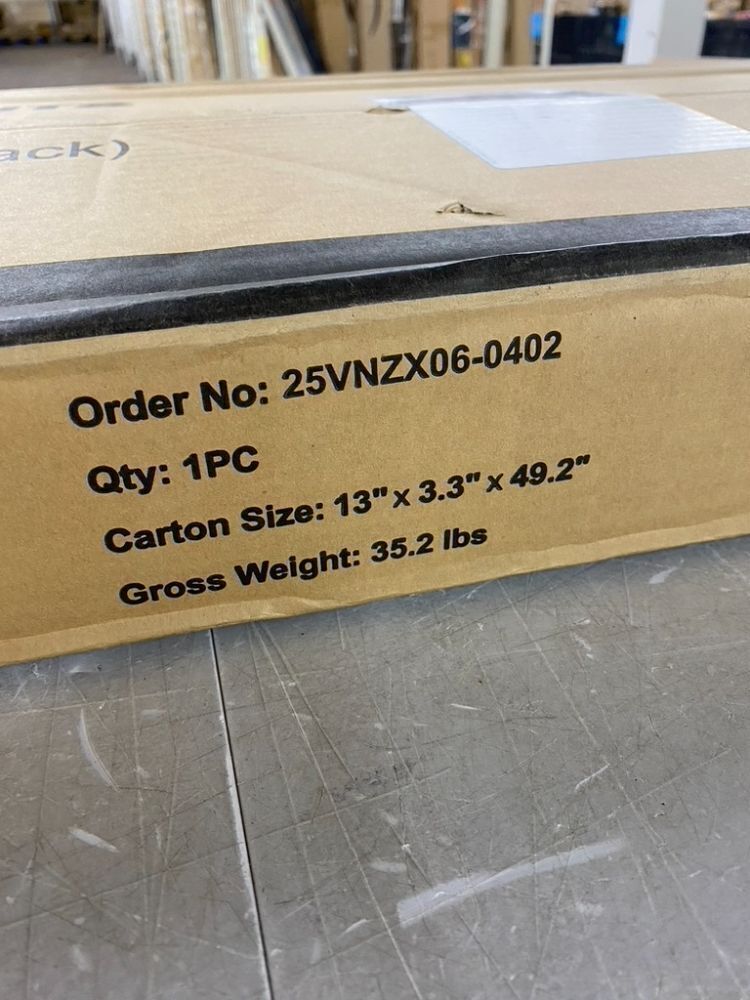 ack)
Order No: 25VNZX06-0402
Qty: 1PC
Carton Size: 13" x 3.3" x 49.2"
Gross Weight: 35.2 lbs